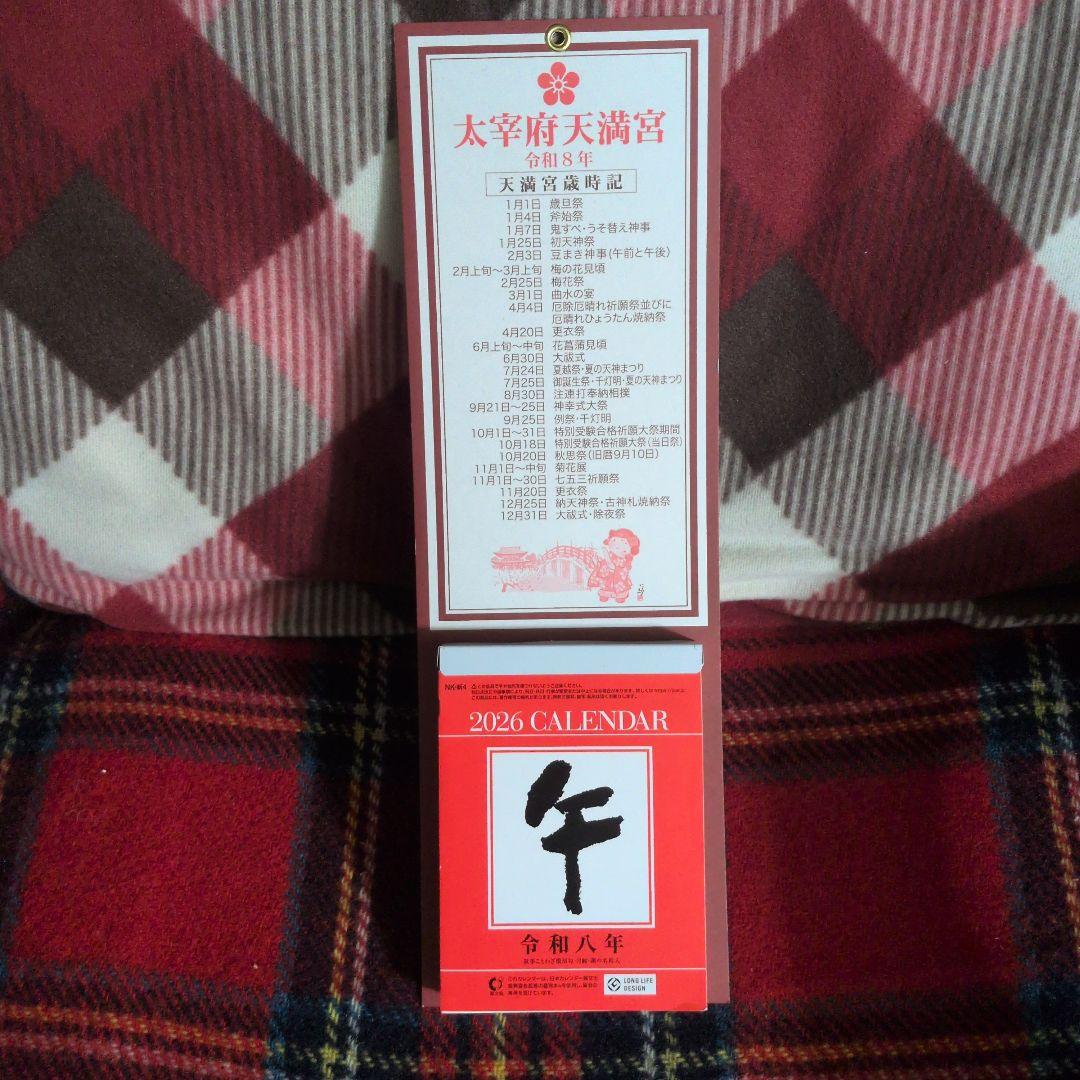 太宰府天満宮
令和8年
天満宮歳時記
1月1日 歳旦祭
1月4日 斧始祭
1月7日 鬼すべ・うそ替え神事
1月25日 初天神祭
2月3日 豆まき神事(午前と午後)
2月上旬〜3月上旬 梅の花見頃
2月25日 梅花祭
3月1日 曲水の宴
4月4日 厄除厄晴れ祈願祭並びに
厄晴れひょうたん焼納祭
4月20日 更衣祭
6月上旬〜中旬 花菖蒲見頃
6月30日 大祓式
7月24日 夏越祭・夏の天神まつり
7月25日 御誕生祭・千灯明・夏の天神まつり
8月30日 注連打奉納相撲
9月21日〜25日 神幸式大祭
9月25日 例祭・千灯明
10月1日〜31日 特別受験合格祈願大祭期間
10月18日 特別受験合格祈願大祭(当日祭)
10月20日 秋思祭(旧暦9月10日)
11月1日〜中旬 菊花展
11月1日〜30日 七五三祈願祭
11月20日 更衣祭
12月25日 納天神祭・古神札焼納祭
12月31日 大祓式・除夜祭
2026 CALENDAR
午
令和八年
LONG LIFE
DESIGN